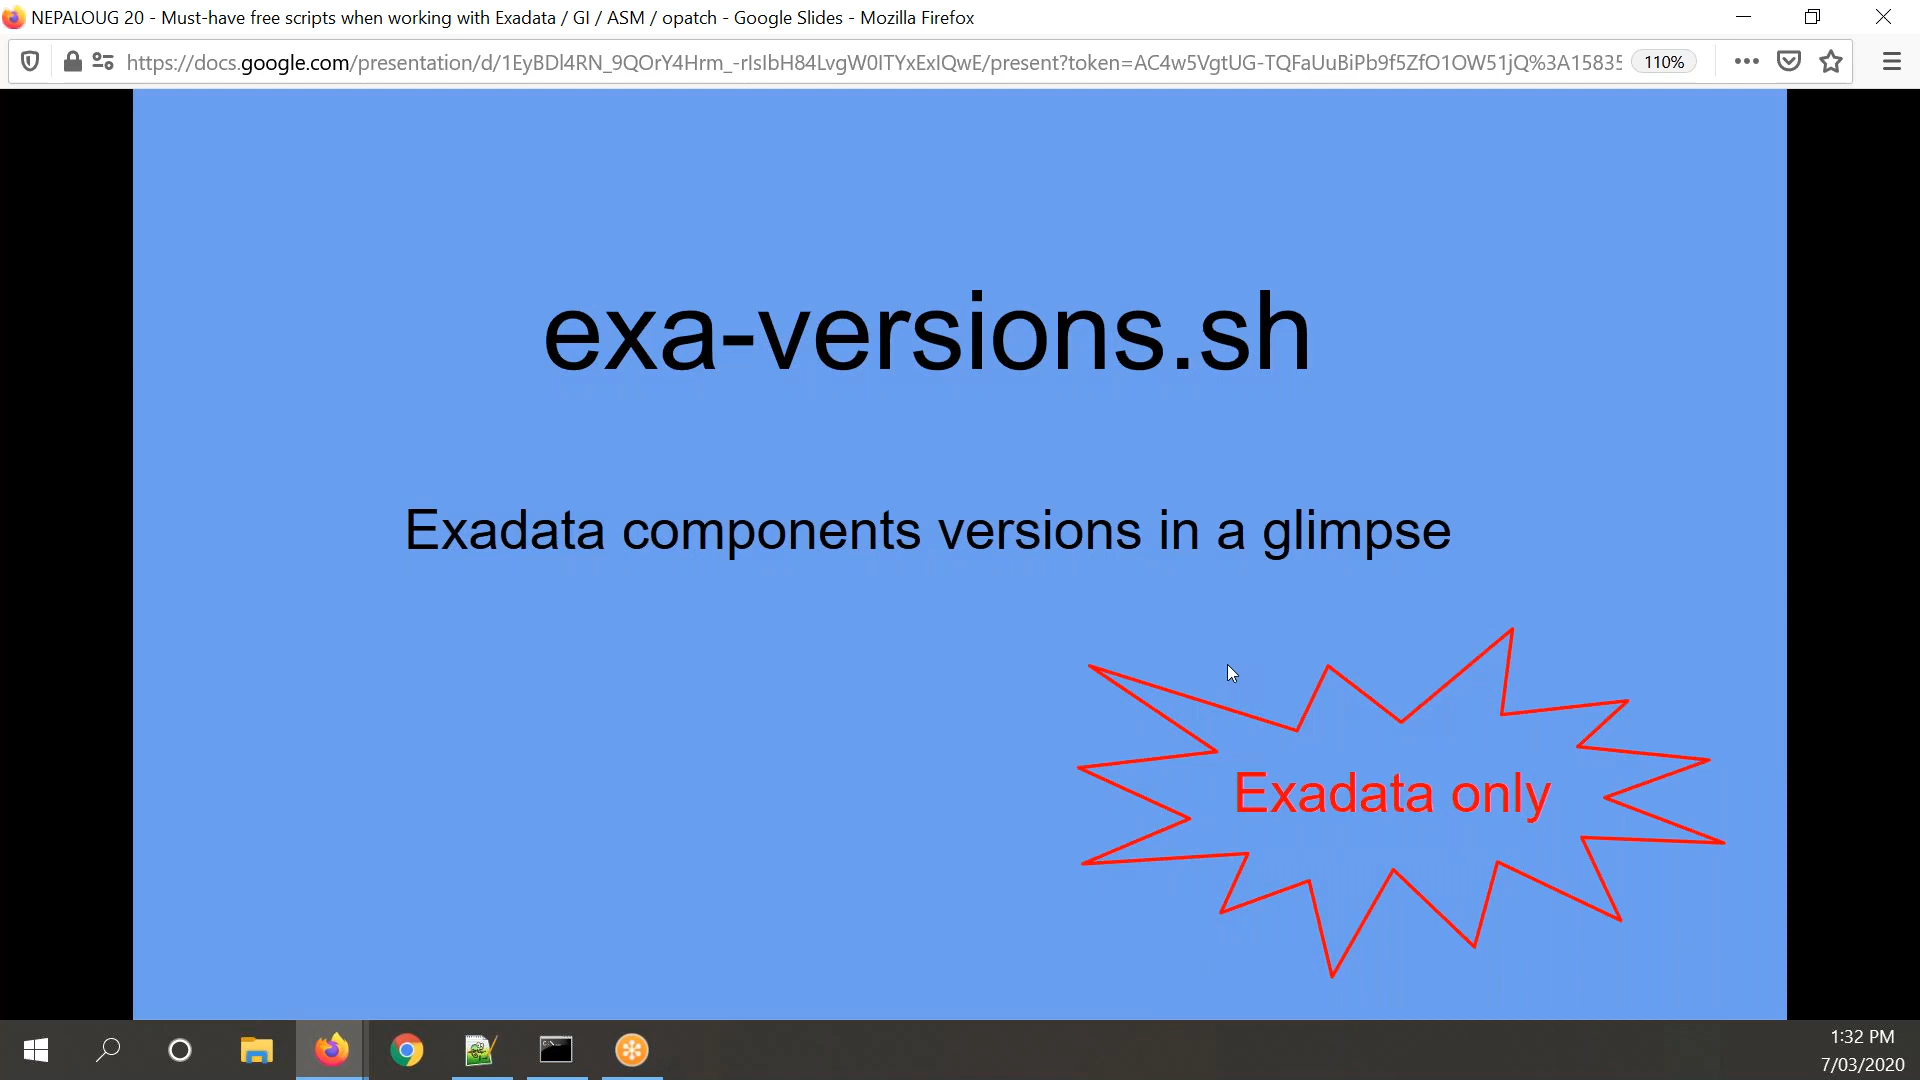 NEPALOUG 20 - Must-have free scripts when working with Exadata / GI / ASM / opatch - Google Slides - Mozilla Firefox
https://docs.google.com/presentation/d/1EyBDl4RN_9QOrY4Hrm_-rIsIbH84LvgW0ITYxExIQwE/present?token=AC4w5VgtUG-TQFaUuBiPb9f5ZfO1OW51jQ%3A15835 110%
exa-versions.sh
Exadata components versions in a glimpse
Exadata only
1:32 PM
7/03/2020